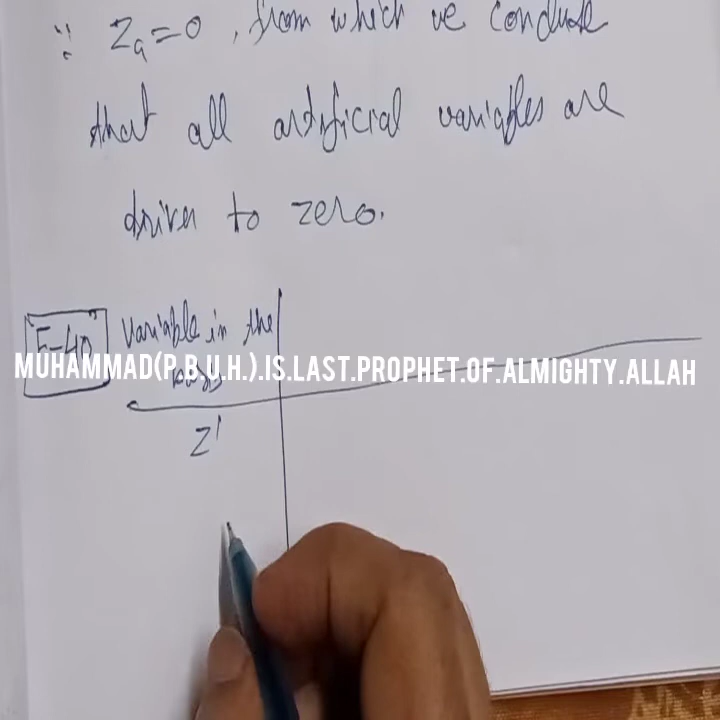 ∵ Za=0, from which we conclude
that all artificial variables are
driven to zero.
variable in the
MUHAMMAD(P.B.U.H.).IS.LAST.PROPHET.OF.ALMIGHTY.ALLAH
Z'